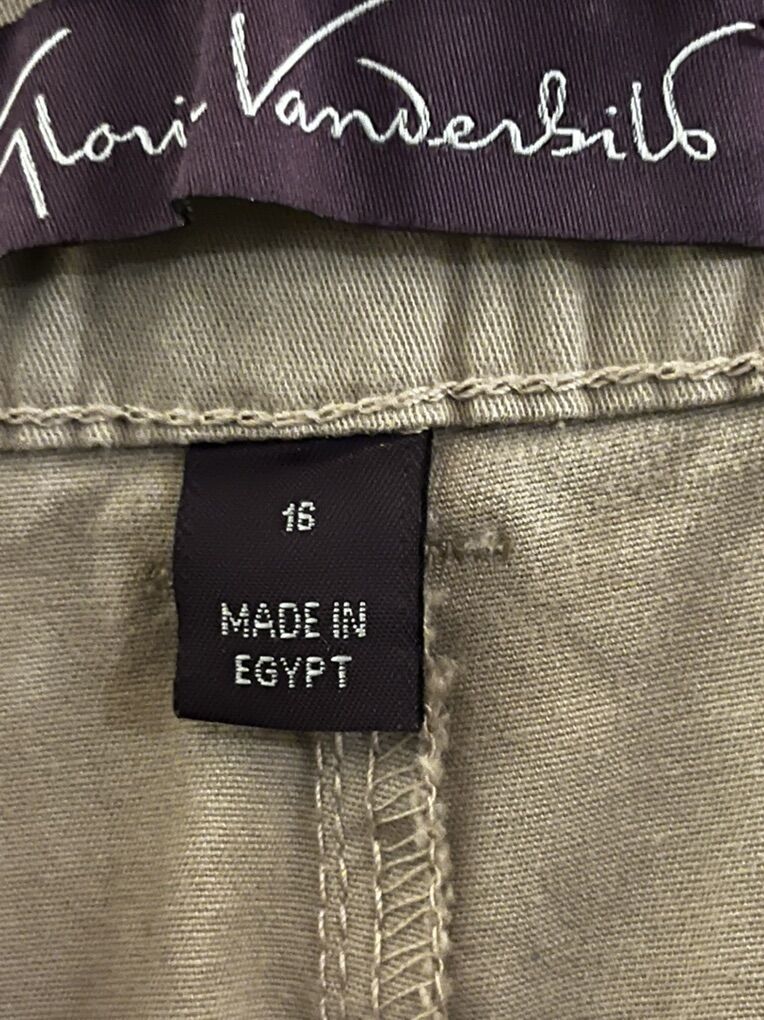 Glori Vanderbilt
16
MADE IN
EGYPT